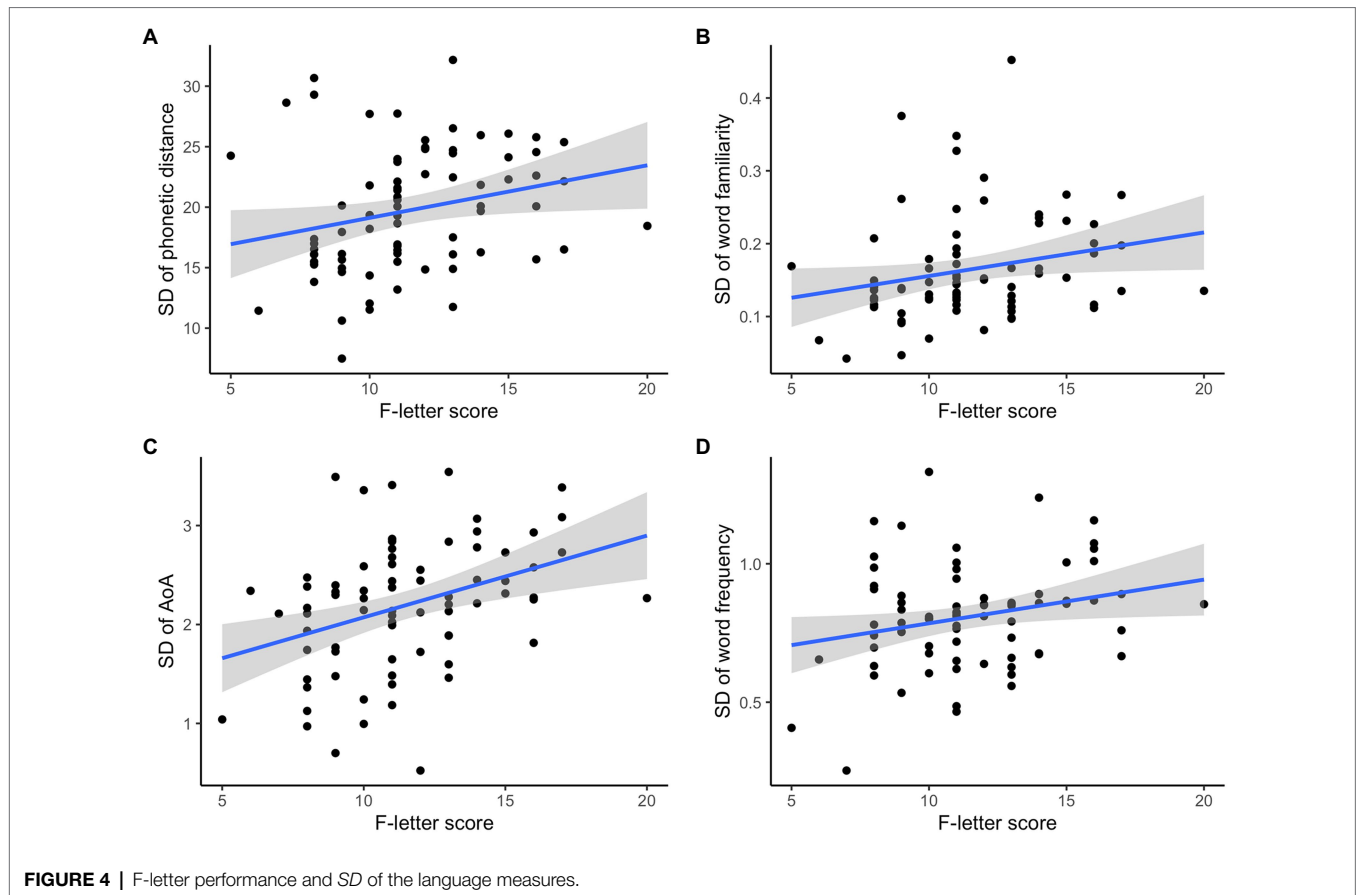 A
SD of phonetic distance
30
25
20
15
10
5
10
15
20
F-letter score
B
SD of word familiarity
0.4
0.3
0.2
0.1
5
10
15
20
F-letter score
C
SD of AoA
3
2
1
5
10
15
20
F-letter score
D
SD of word frequency
1.0
0.5
5
10
15
20
F-letter score
FIGURE 4 | F-letter performance and SD of the language measures.